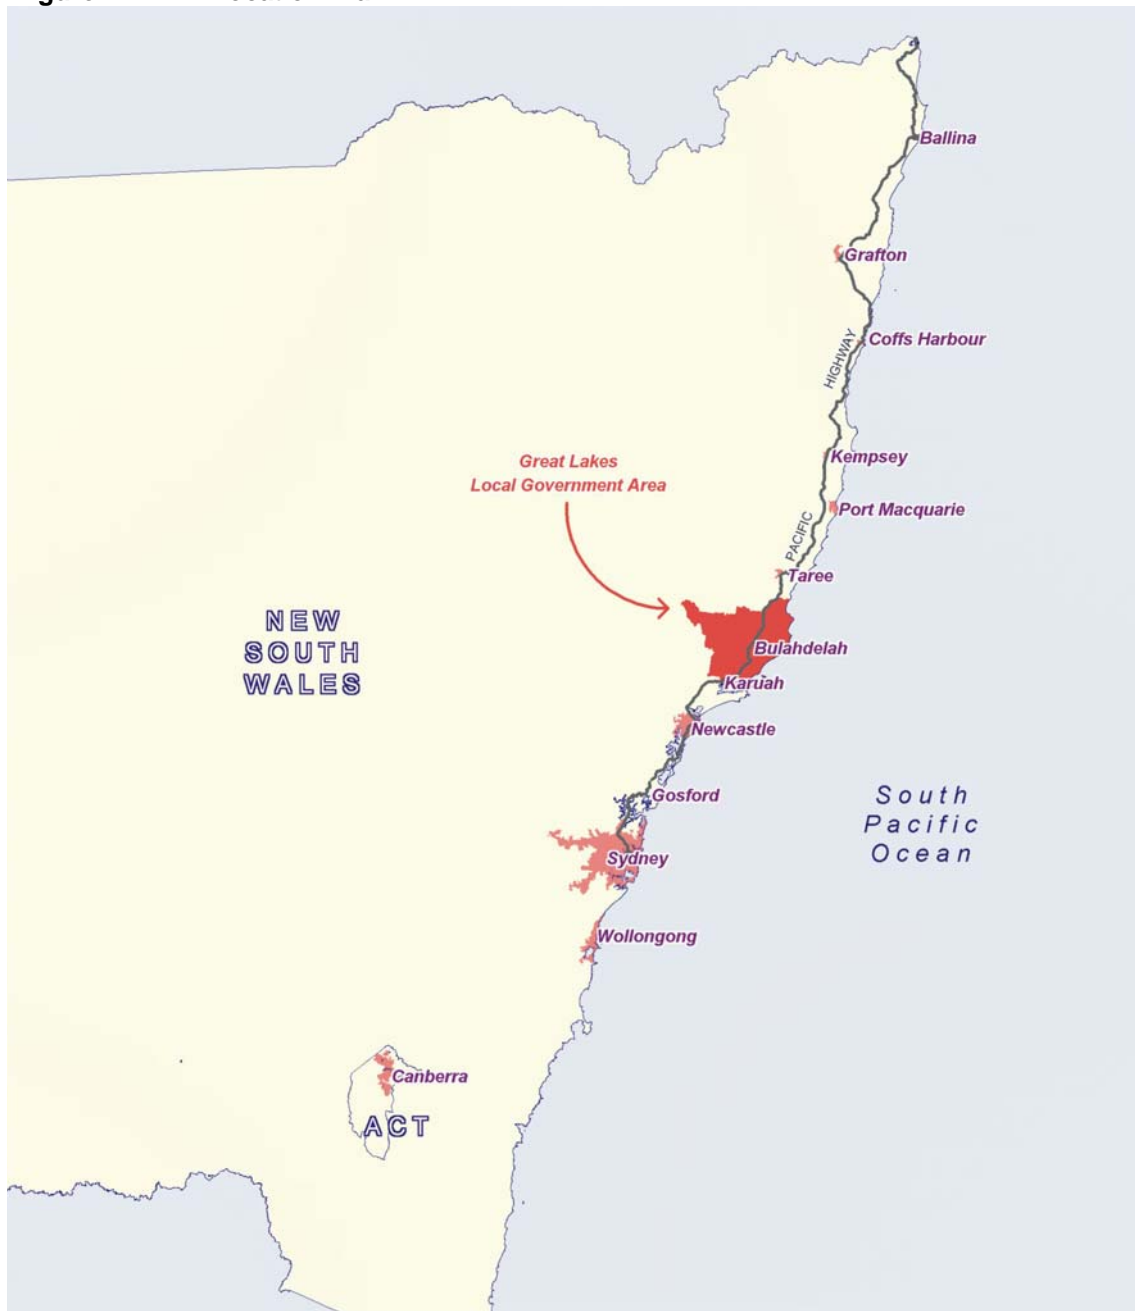 Ballina
Grafton
HIGHWAY
Coffs Harbour
Kempsey
Great Lakes
Local Government Area
Port Macquarie
PACIFIC
Taree
NEW
SOUTH
WALES
Bulahdelah
Karuah
Newcastle
Gosford
South
Pacific
Ocean
Sydney
Wollongong
Canberra
ACT